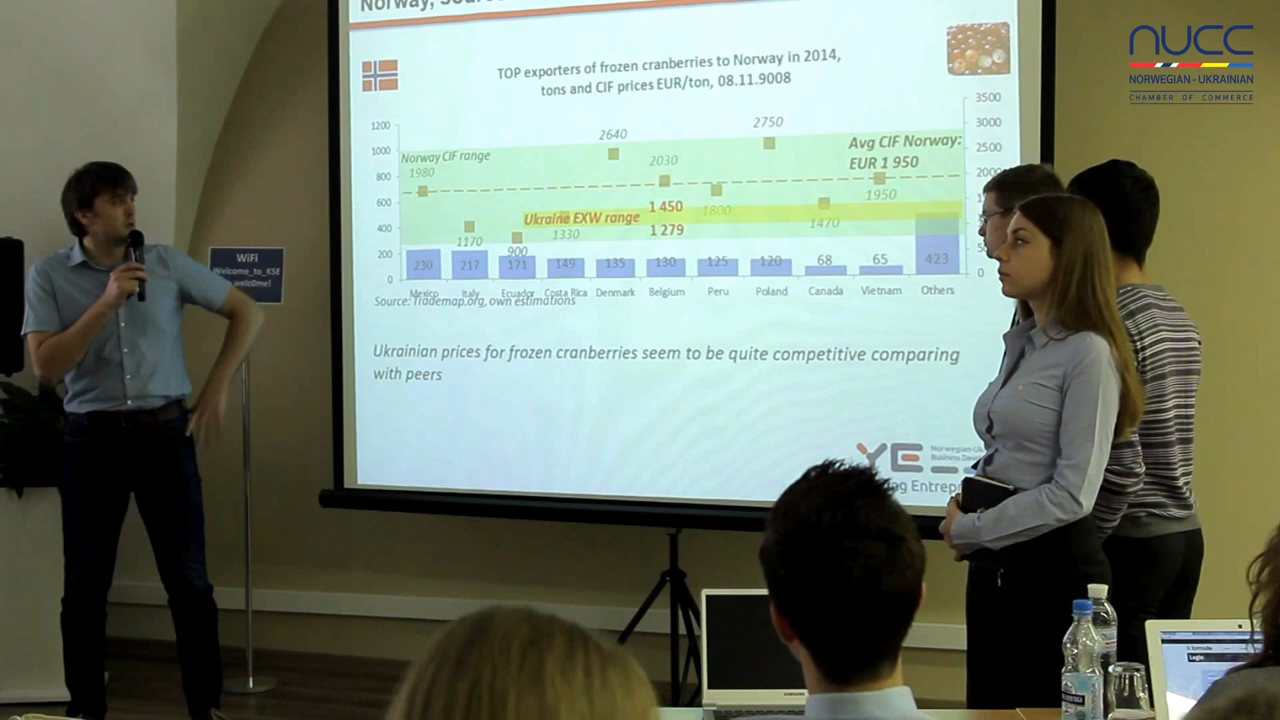 Norway,
NUCC
NORWEGIAN - UKRAINIAN
CHAMBER OF COMMERCE
TOP exporters of frozen cranberries to Norway in 2014,
tons and CIF prices EUR/ton, 08.11.9008
3500
3000
2500
1200
1000
800
600
400
200
0
0
Norway CIF range
Avg CIF Norway:
EUR 1 950
1980
1170
900
1330
2640
2030
1800
2750
1470
1950
Ukraine EXW range
1 450
1 279
230
217
171
149
135
130
125
120
68
65
423
Mexico
Italy
Ecuador
Costa Rica
Denmark
Belgium
Peru
Poland
Canada
Vietnam
Others
Source: Trademap.org, own estimations
Ukrainian prices for frozen cranberries seem to be quite competitive comparing
with peers
YE
WiFi
Welcome_to_KSE
SAMSUNG
Login